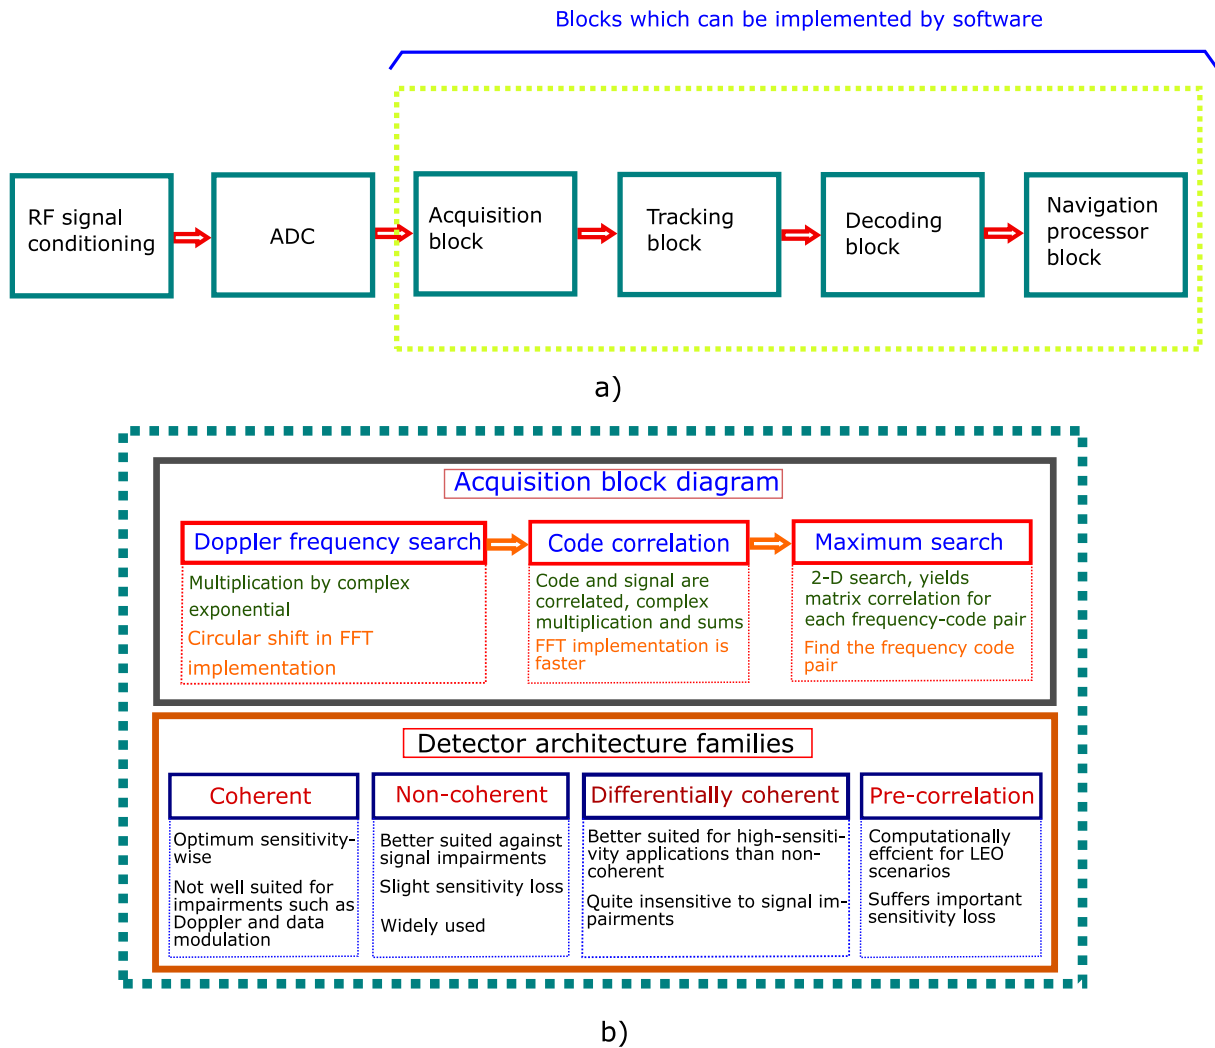 Blocks which can be implemented by software
RF signal
conditioning
ADC
Acquisition
block
Tracking
block
Decoding
block
Navigation
processor
block
a)
Acquisition block diagram
Doppler frequency search
Multiplication by complex
exponential
Circular shift in FFT
implementation
Code correlation
Code and signal are
correlated, complex
multiplication and sums
FFT implementation is
faster
Maximum search
2-D search, yields
matrix correlation for
each frequency-code pair
Find the frequency code
pair
Detector architecture families
Coherent
Optimum sensitivity-
wise
Not well suited for
impairments such as
Doppler and data
modulation
Non-coherent
Better suited against
signal impairments
Slight sensitivity loss
Widely used
Differentially coherent
Better suited for high-sensiti-
vity applications than non-
coherent
Quite insensitive to signal im-
pairments
Pre-correlation
Computationally
effcient for LEO
scenarios
Suffers important
sensitivity loss
b)